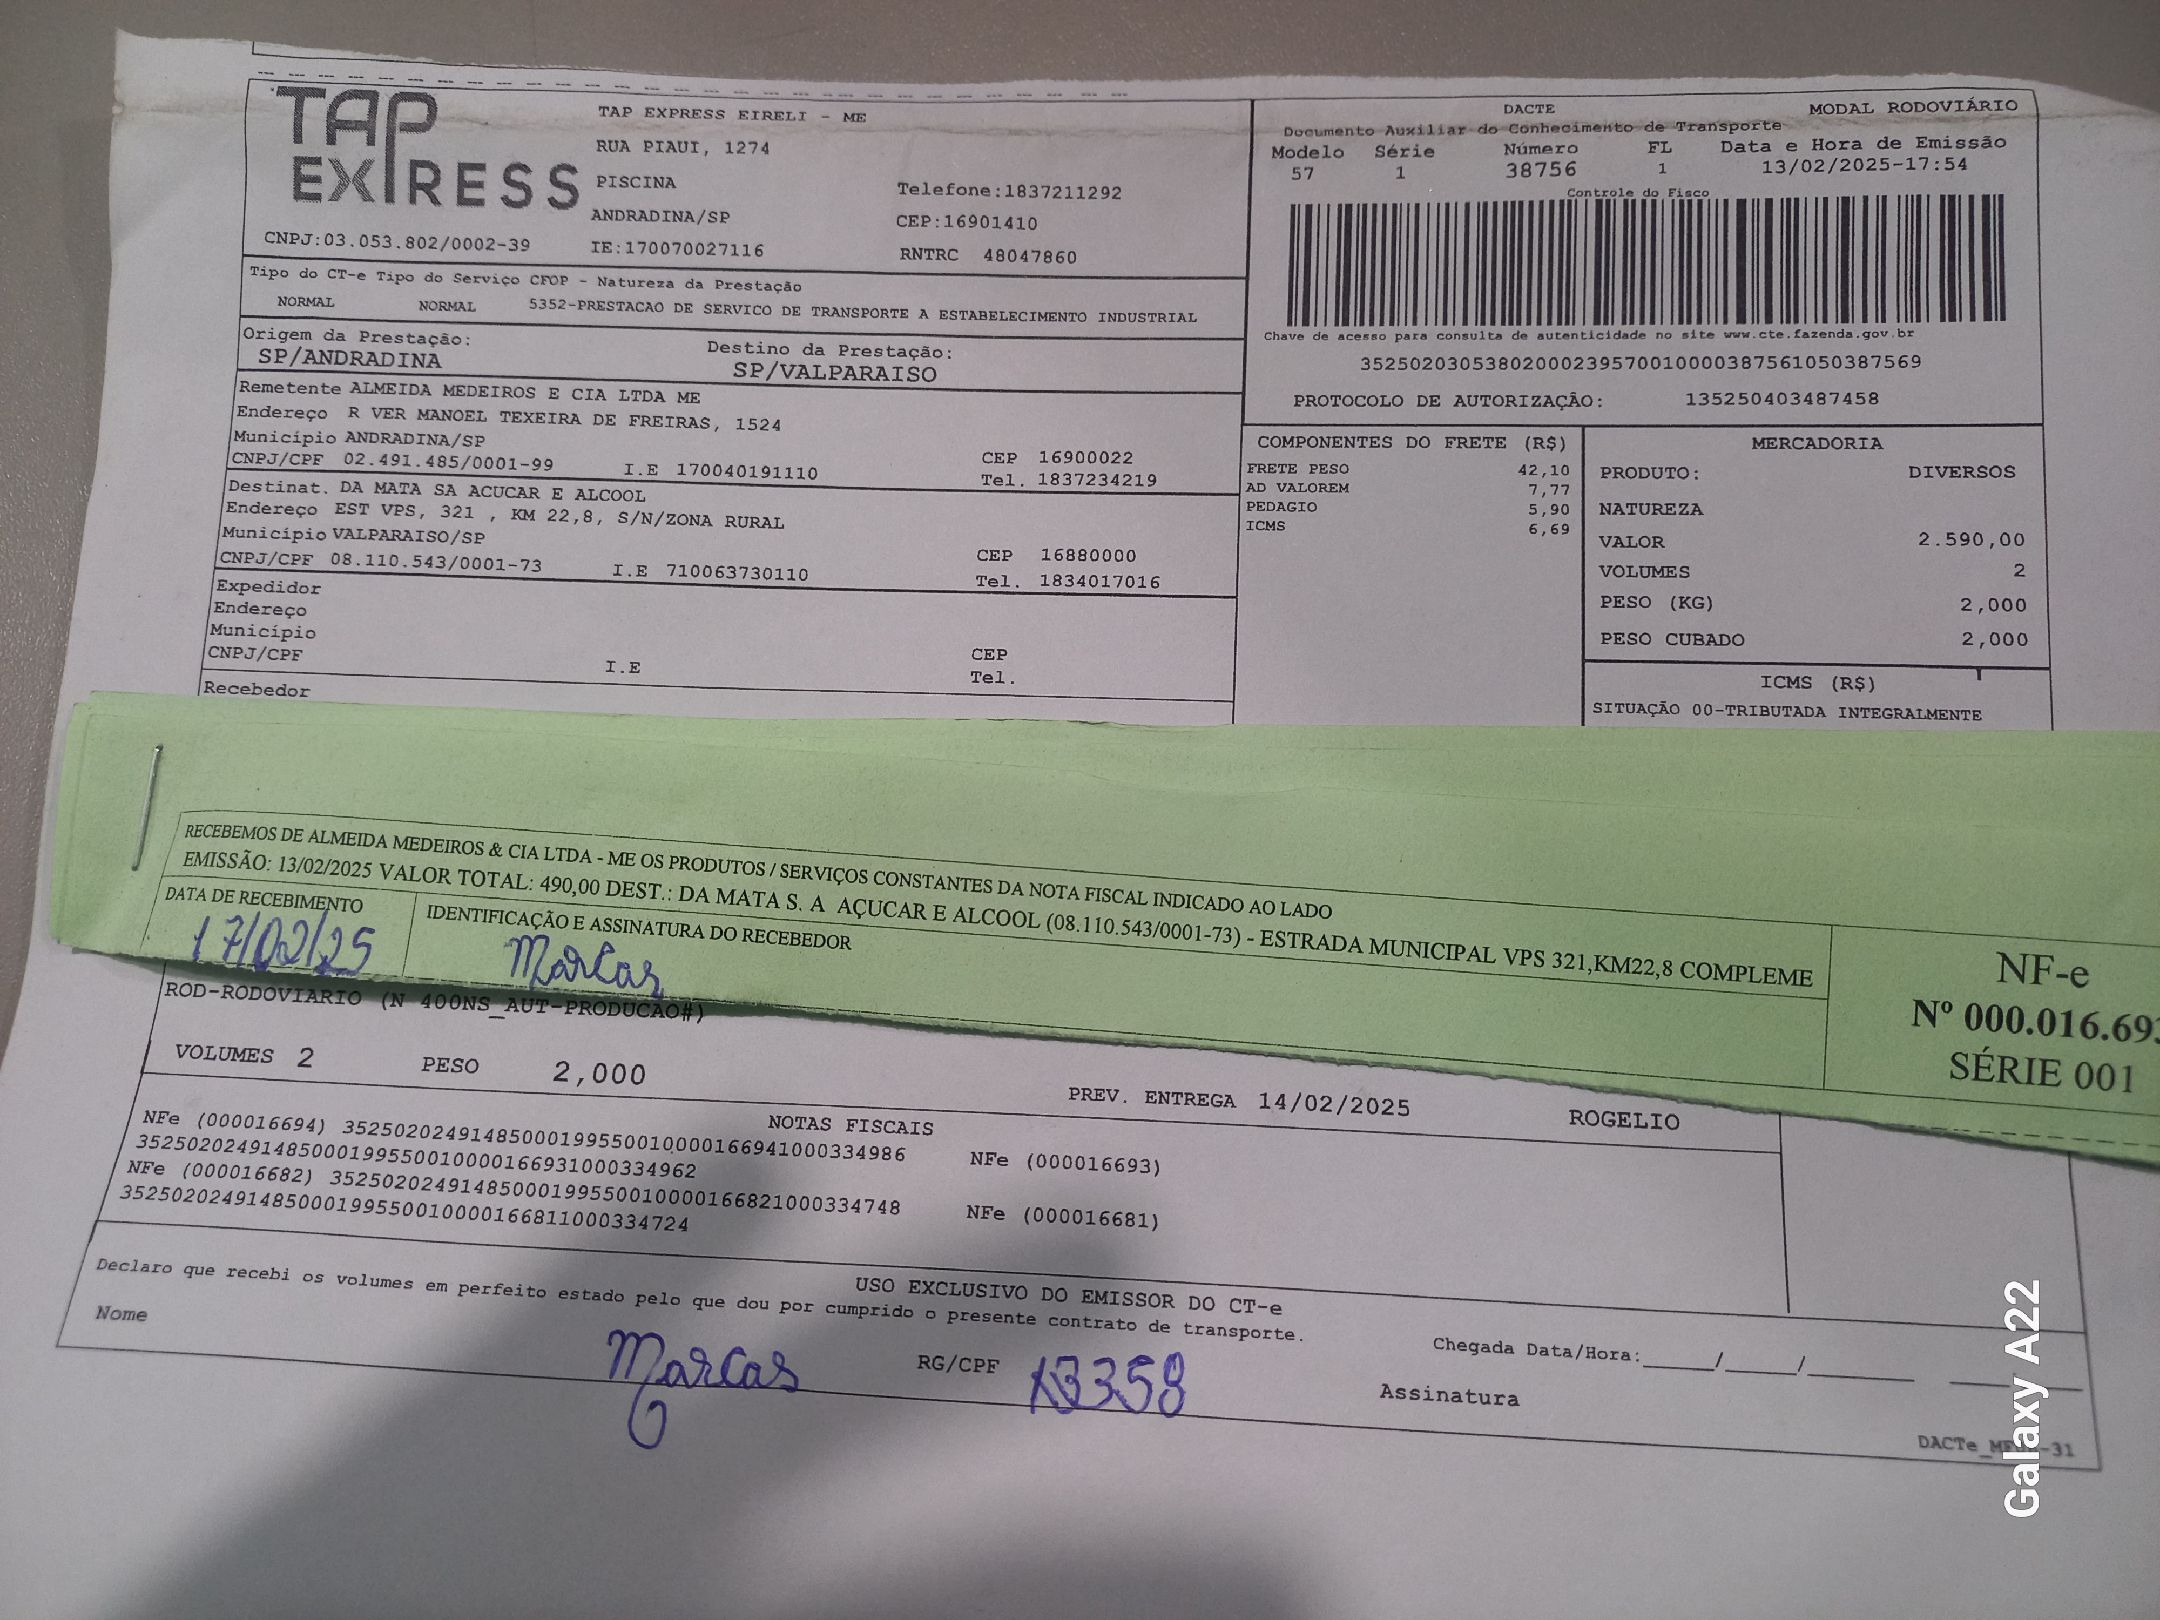 TAP EXPRESS
TAP EXPRESS EIRELI - ME
RUA PIAUI, 1274
PISCINA
Telefone:1837211292
ANDRADINA/SP
CEP:16901410
CNPJ:03.053.802/0002-39
IE:170070027116
RNTRC 48047860
DACTE
MODAL RODOVIÁRIO
Documento Auxiliar do Conhecimento de Transporte
Modelo Série Número FL Data e Hora de Emissão
57 1 38756 1 13/02/2025-17:54
Controle do Fisco
Chave de acesso para consulta de autenticidade no site www.cte.fazenda.gov.br
35250203053802000239570010000387561050387569
PROTOCOLO DE AUTORIZAÇÃO: 135250403487458
Tipo do CT-e Tipo do Serviço CFOP - Natureza da Prestação
NORMAL NORMAL 5352-PRESTACAO DE SERVICO DE TRANSPORTE A ESTABELECIMENTO INDUSTRIAL
Origem da Prestação: Destino da Prestação:
SP/ANDRADINA SP/VALPARAISO
Remetente ALMEIDA MEDEIROS E CIA LTDA ME
Endereço R VER MANOEL TEXEIRA DE FREIRAS, 1524
Município ANDRADINA/SP CEP 16900022
CNPJ/CPF 02.491.485/0001-99 I.E 170040191110 Tel. 1837234219
Destinat. DA MATA SA ACUCAR E ALCOOL
Endereço EST VPS, 321 , KM 22,8, S/N/ZONA RURAL
Município VALPARAISO/SP CEP 16880000
CNPJ/CPF 08.110.543/0001-73 I.E 710063730110 Tel. 1834017016
Expedidor
Endereço
Município
CNPJ/CPF I.E CEP
Tel.
Recebedor
COMPONENTES DO FRETE (R$)
FRETE PESO 42,10
AD VALOREM 7,77
PEDAGIO 5,90
ICMS 6,69
MERCADORIA
PRODUTO: DIVERSOS
NATUREZA
VALOR 2.590,00
VOLUMES 2
PESO (KG) 2,000
PESO CUBADO 2,000
ICMS (R$)
SITUAÇÃO 00-TRIBUTADA INTEGRALMENTE
RECEBEMOS DE ALMEIDA MEDEIROS & CIA LTDA - ME OS PRODUTOS / SERVIÇOS CONSTANTES DA NOTA FISCAL INDICADO AO LADO
EMISSÃO: 13/02/2025 VALOR TOTAL: 490,00 DEST.: DA MATA S. A AÇUCAR E ALCOOL (08.110.543/0001-73) - ESTRADA MUNICIPAL VPS 321,KM22,8 COMPLEME
DATA DE RECEBIMENTO
17/02/25
IDENTIFICAÇÃO E ASSINATURA DO RECEBEDOR
Marcas
NF-e
Nº 000.016.693
SÉRIE 001
ROD-RODOVIARIO (N 400NS_AUT-PRODUCAO#)
VOLUMES 2 PESO 2,000
PREV. ENTREGA 14/02/2025 ROGELIO
NOTAS FISCAIS
NFe (000016694) 35250202491485000199550010000166941000334986 NFe (000016693)
35250202491485000199550010000166931000334962
NFe (000016682) 35250202491485000199550010000166821000334748 NFe (000016681)
35250202491485000199550010000166811000334724
USO EXCLUSIVO DO EMISSOR DO CT-e
Declaro que recebi os volumes em perfeito estado pelo que dou por cumprido o presente contrato de transporte.
Nome Marcas RG/CPF 13358
Chegada Data/Hora:_____/_____/_______
Assinatura
Galaxy A22